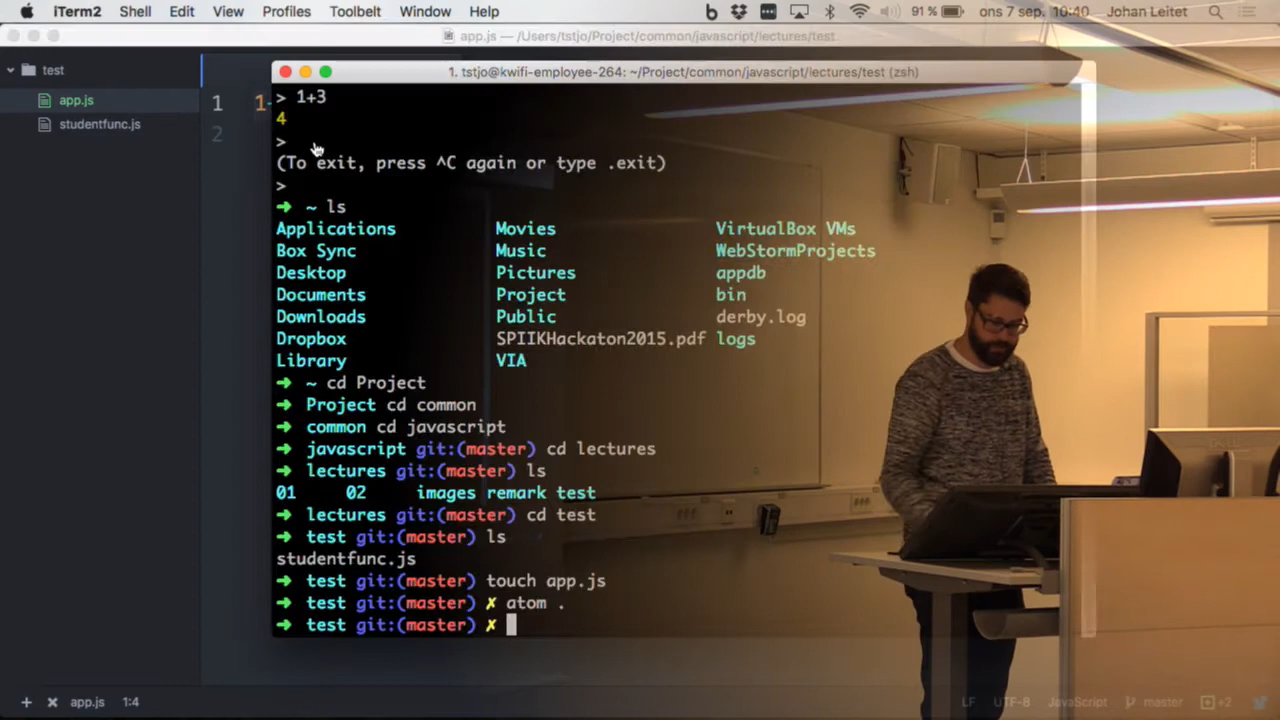 iTerm2 Shell Edit View Profiles Toolbelt Window Help 91 % ons 7 sep. 10:40 Johan Leitet
app.js — /Users/tstjo/Project/common/javascript/lectures/test
test
1. tstjo@kwifi-employee-264: ~/Project/common/javascript/lectures/test (zsh)
app.js
studentfunc.js
1 1
2
> 1+3
4
>
(To exit, press ^C again or type .exit)
>
➜ ~ ls
Applications Movies VirtualBox VMs
Box Sync Music WebStormProjects
Desktop Pictures appdb
Documents Project bin
Downloads Public derby.log
Dropbox SPIIKHackaton2015.pdf logs
Library VIA
➜ ~ cd Project
➜ Project cd common
➜ common cd javascript
➜ javascript git:(master) cd lectures
➜ lectures git:(master) ls
01 02 images remark test
➜ lectures git:(master) cd test
➜ test git:(master) ls
studentfunc.js
➜ test git:(master) touch app.js
➜ test git:(master) ✗ atom .
➜ test git:(master) ✗
app.js 1:4 LF UTF-8 JavaScript master +2